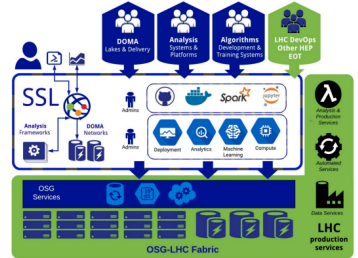 DOMA
Lakes & Delivery
Analysis
Systems &
Platforms
Algorithms
Development &
Training Systems
LHC DevOps
Other HEP
EOT
SSL
Analysis
Frameworks
DOMA
Networks
Admins
Spark
jupyter
Admins
Deployment
Analytics
Machine
Learning
Compute
Analysis &
Production
Services
Automated
Services
Data Services
LHC
production
services
OSG
Services
OSG-LHC Fabric